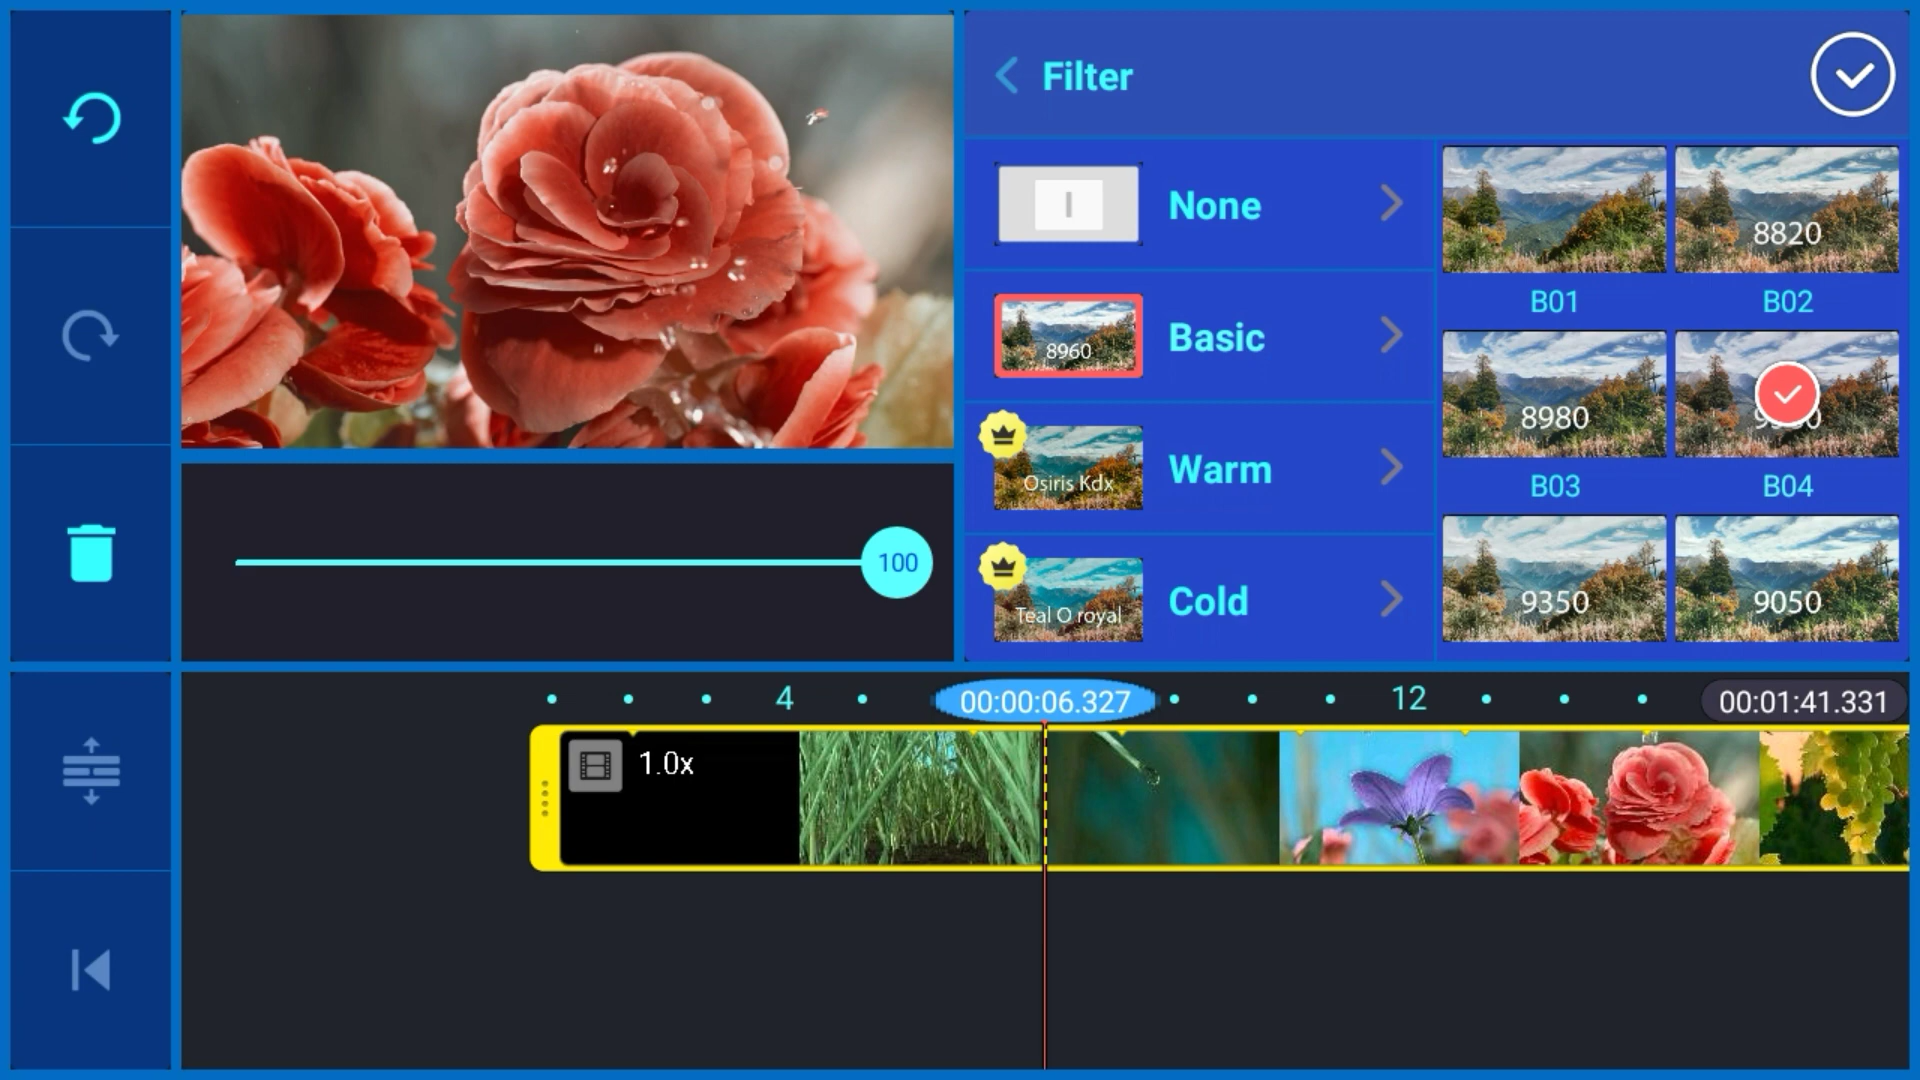 Filter
None
8820
B01
B02
8960
Basic
8980
B03
B04
Osiris Kdx
Warm
9350
9050
Teal O royal
Cold
100
4
00:00:06.327
12
00:01:41.331
1.0x